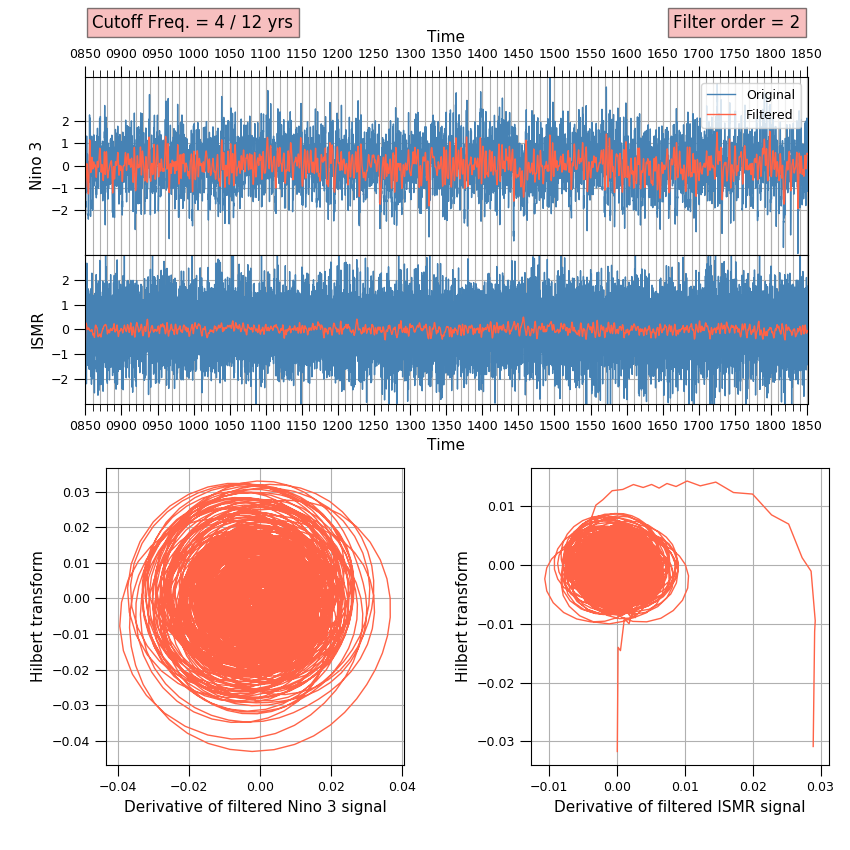 Cutoff Freq. = 4 / 12 yrs Filter order = 2
Time
0850 0900 0950 1000 1050 1100 1150 1200 1250 1300 1350 1400 1450 1500 1550 1600 1650 1700 1750 1800 1850
Original
Filtered
Nino 3
2
1
0
−1
−2
ISMR
2
1
0
−1
−2
0850 0900 0950 1000 1050 1100 1150 1200 1250 1300 1350 1400 1450 1500 1550 1600 1650 1700 1750 1800 1850
Time
Hilbert transform
0.03
0.02
0.01
0.00
−0.01
−0.02
−0.03
−0.04
−0.04 −0.02 0.00 0.02 0.04
Derivative of filtered Nino 3 signal
Hilbert transform
0.01
0.00
−0.01
−0.02
−0.03
−0.01 0.00 0.01 0.02 0.03
Derivative of filtered ISMR signal